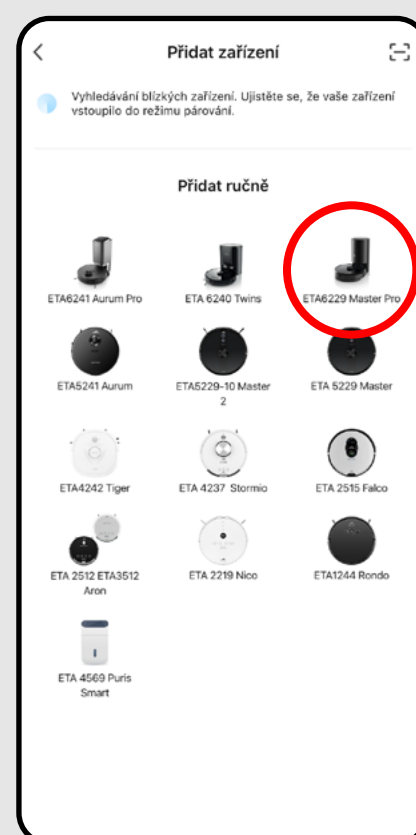 Přidat zařízení
Vyhledávání blízkých zařízení. Ujistěte se, že vaše zařízení
vstoupilo do režimu párování.
Přidat ručně
ETA6241 Aurum Pro
ETA 6240 Twins
ETA6229 Master Pro
ETA5241 Aurum
ETA5229-10 Master
2
ETA 5229 Master
ETA4242 Tiger
ETA 4237 Stormio
ETA 2515 Falco
ETA 2512 ETA3512
Aron
ETA 2219 Nico
ETA1244 Rondo
ETA 4569 Puris
Smart